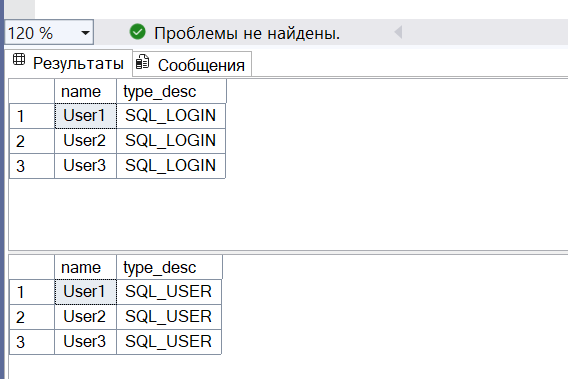 120 % Проблемы не найдены.
Результаты Сообщения
name type_desc
1 User1 SQL_LOGIN
2 User2 SQL_LOGIN
3 User3 SQL_LOGIN
name type_desc
1 User1 SQL_USER
2 User2 SQL_USER
3 User3 SQL_USER